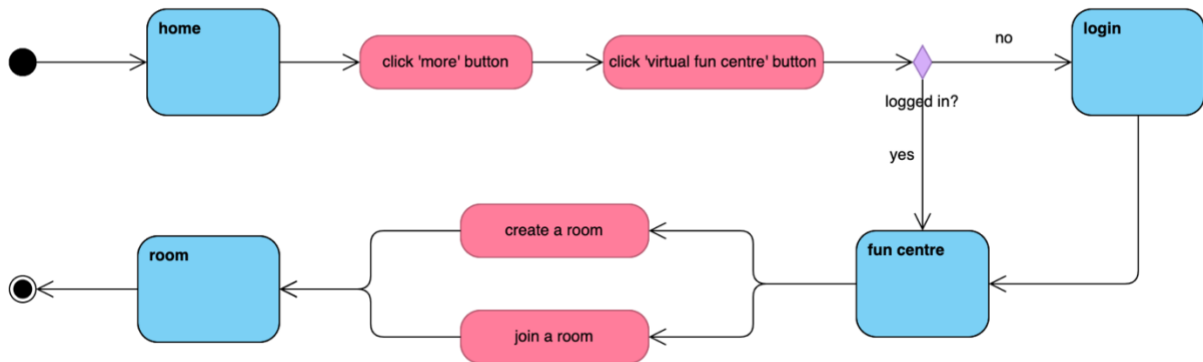 home
click 'more' button
click 'virtual fun centre' button
no
login
logged in?
yes
create a room
fun centre
room
join a room